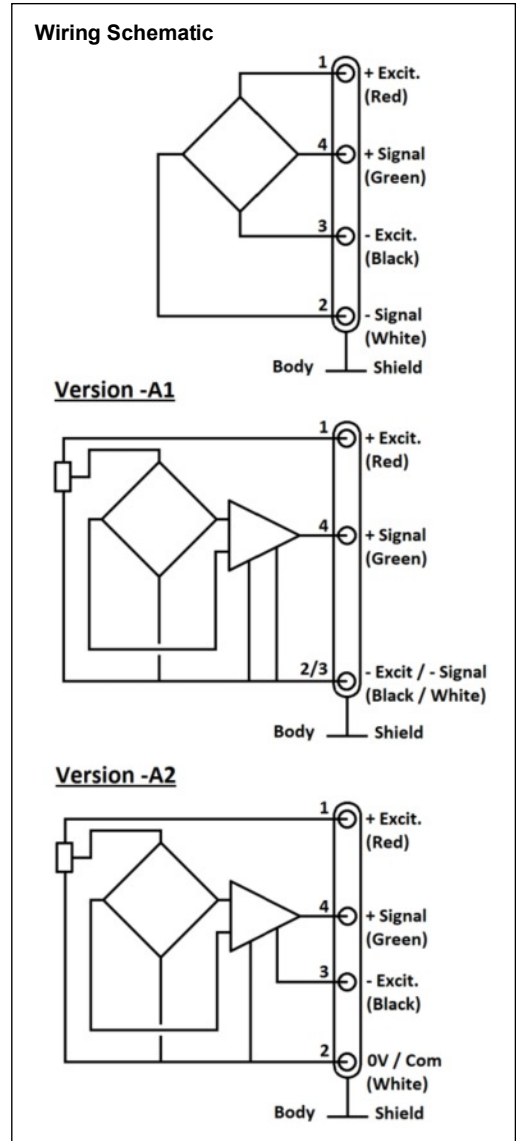 Wiring Schematic
1 + Excit.
(Red)
4 + Signal
(Green)
3 - Excit.
(Black)
2 - Signal
(White)
Body Shield
Version -A1
1 + Excit.
(Red)
4 + Signal
(Green)
2/3 - Excit / - Signal
(Black / White)
Body Shield
Version -A2
1 + Excit.
(Red)
4 + Signal
(Green)
3 - Excit.
(Black)
2 0V / Com
(White)
Body Shield